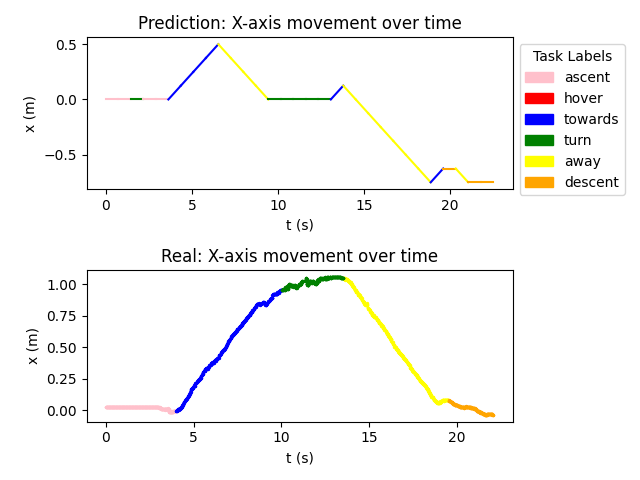 Prediction: X-axis movement over time
0.5
0.0
−0.5
x (m)
0 5 10 15 20
t (s)
Task Labels
ascent
hover
towards
turn
away
descent
Real: X-axis movement over time
1.00
0.75
0.50
0.25
0.00
x (m)
0 5 10 15 20
t (s)